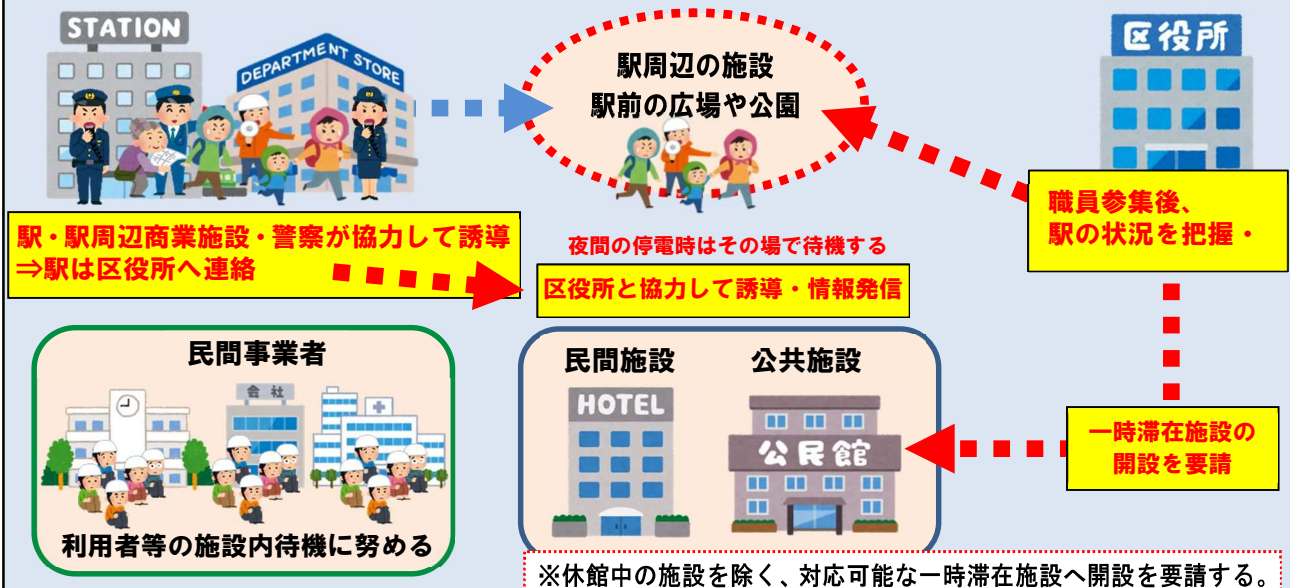 STATION
DEPARTMENT STORE
駅周辺の施設
駅前の広場や公園
区役所
駅・駅周辺商業施設・警察が協力して誘導
⇒駅は区役所へ連絡
夜間の停電時はその場で待機する
区役所と協力して誘導・情報発信
職員参集後、
駅の状況を把握・
民間事業者
会社
利用者等の施設内待機に努める
民間施設
公共施設
HOTEL
公民館
一時滞在施設の
開設を要請
※休館中の施設を除く、対応可能な一時滞在施設へ開設を要請する。